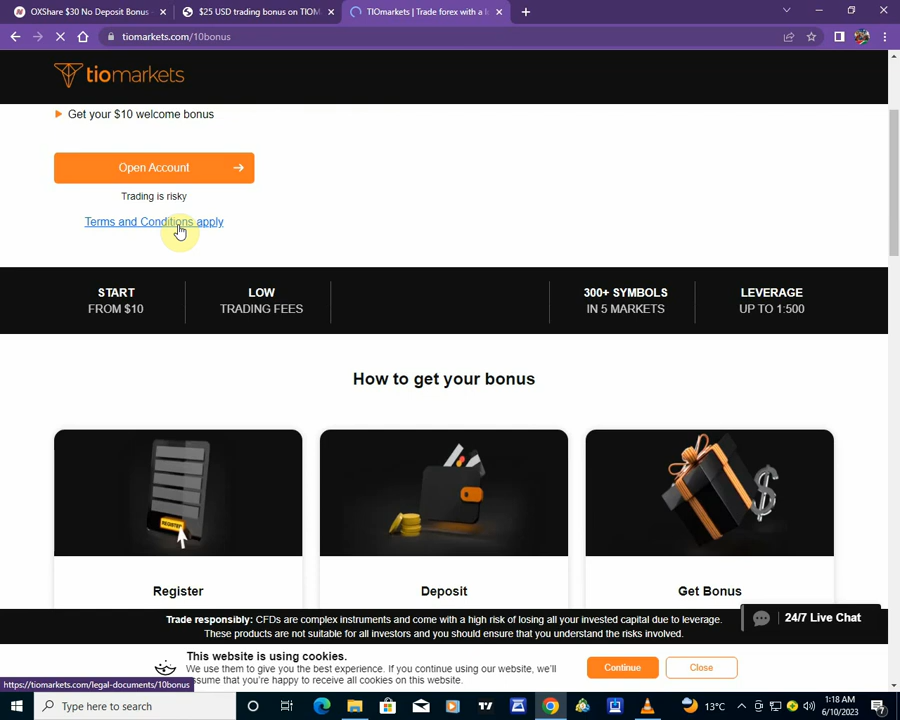 OXShare $30 No Deposit Bonus
$25 USD trading bonus on TIOM
TIOmarkets | Trade forex with a l
tiomarkets.com/10bonus
tiomarkets
Get your $10 welcome bonus
Open Account
Trading is risky
Terms and Conditions apply
START
FROM $10
LOW
TRADING FEES
300+ SYMBOLS
IN 5 MARKETS
LEVERAGE
UP TO 1:500
How to get your bonus
REGISTER
Register
Deposit
Get Bonus
Trade responsibly: CFDs are complex instruments and come with a high risk of losing all your invested capital due to leverage.
These products are not suitable for all investors and you should ensure that you understand the risks involved.
24/7 Live Chat
This website is using cookies.
We use them to give you the best experience. If you continue using our website, we'll
assume that you're happy to receive all cookies on this website.
Continue
Close
https://tiomarkets.com/legal-documents/10bonus
Type here to search
13°C
1:18 AM
6/10/2023
7